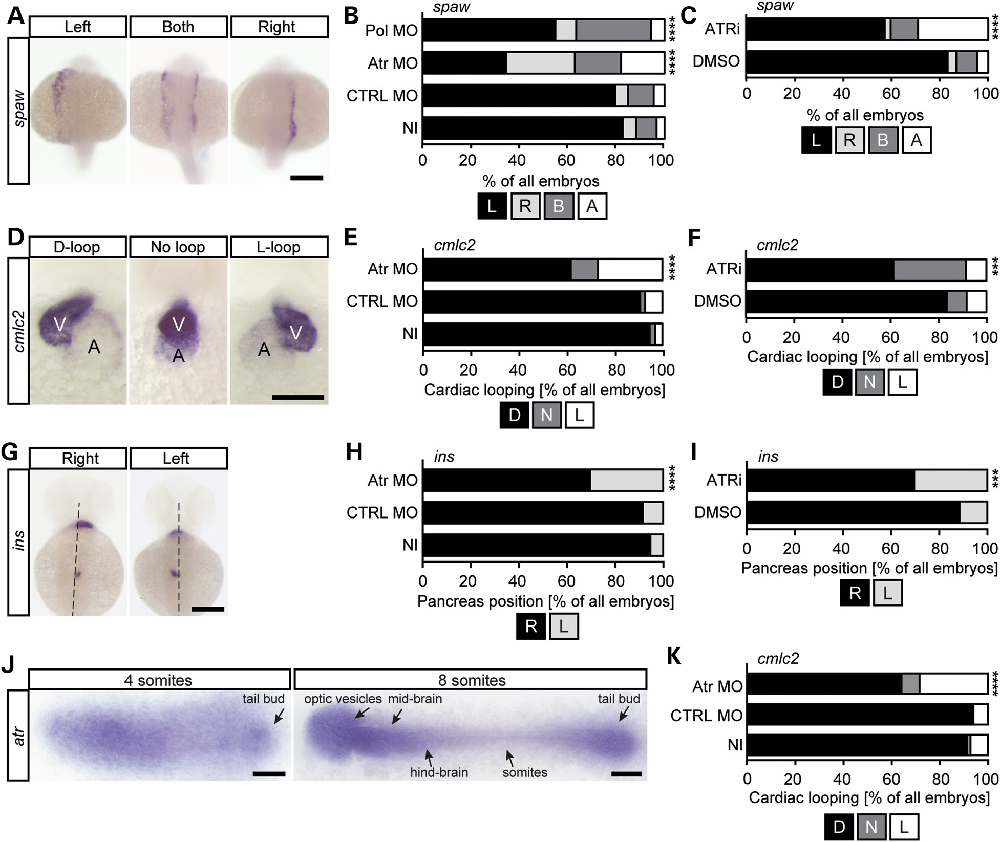 A
Left
Both
Right
spaw
B
spaw
Pol MO
****
Atr MO
****
CTRL MO
NI
0 20 40 60 80 100
% of all embryos
L R B A
C
spaw
ATRi
****
DMSO
0 20 40 60 80 100
% of all embryos
L R B A
D
D-loop
No loop
L-loop
cmlc2
V
A
V
A
A
V
E
cmlc2
Atr MO
****
CTRL MO
NI
0 20 40 60 80 100
Cardiac looping [% of all embryos]
D N L
F
cmlc2
ATRi
***
DMSO
0 20 40 60 80 100
Cardiac looping [% of all embryos]
D N L
G
Right
Left
ins
H
ins
Atr MO
****
CTRL MO
NI
0 20 40 60 80 100
Pancreas position [% of all embryos]
R L
I
ins
ATRi
***
DMSO
0 20 40 60 80 100
Pancreas position [% of all embryos]
R L
J
4 somites
8 somites
atr
tail bud
optic vesicles
mid-brain
tail bud
hind-brain
somites
K
cmlc2
Atr MO
****
CTRL MO
NI
0 20 40 60 80 100
Cardiac looping [% of all embryos]
D N L